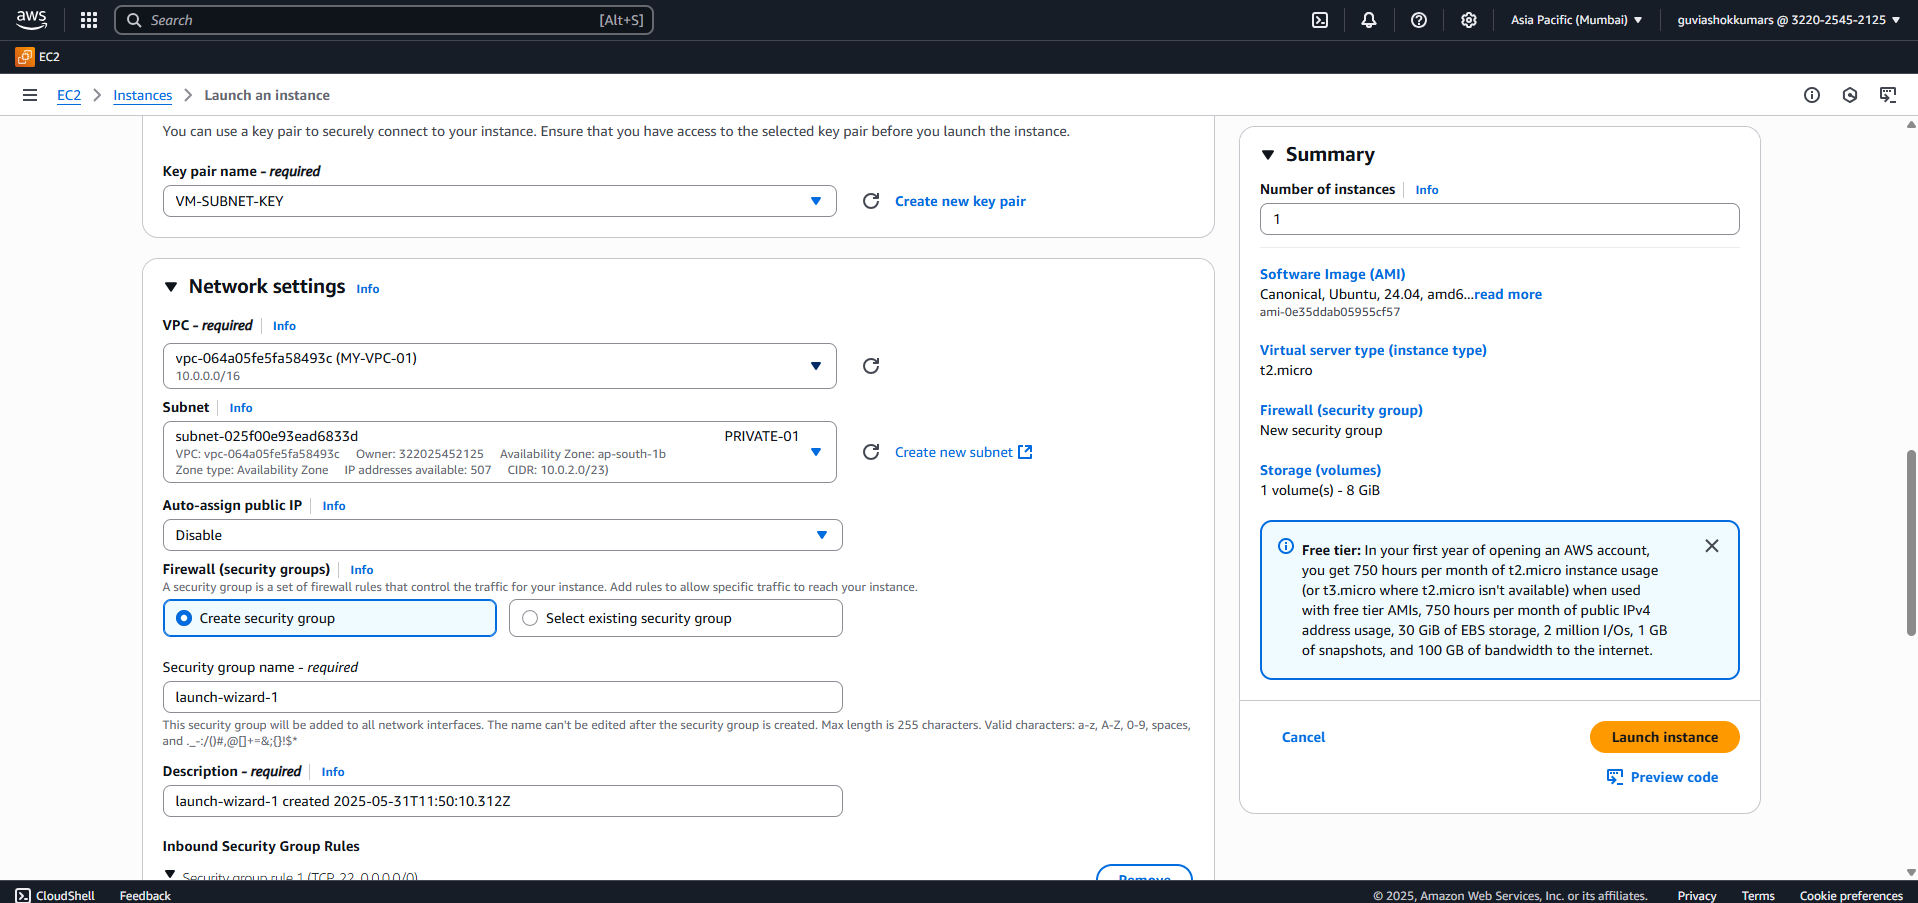 aws
Search [Alt+S]
Asia Pacific (Mumbai)
guviashokkumars @ 3220-2545-2125
EC2
EC2 > Instances > Launch an instance
You can use a key pair to securely connect to your instance. Ensure that you have access to the selected key pair before you launch the instance.
Key pair name - required
VM-SUBNET-KEY
Create new key pair
Network settings Info
VPC - required Info
vpc-064a05fe5fa58493c (MY-VPC-01)
10.0.0.0/16
Subnet Info
subnet-025f00e93ead6833d PRIVATE-01
VPC: vpc-064a05fe5fa58493c Owner: 322025452125 Availability Zone: ap-south-1b
Zone type: Availability Zone IP addresses available: 507 CIDR: 10.0.2.0/23)
Create new subnet
Auto-assign public IP Info
Disable
Firewall (security groups) Info
A security group is a set of firewall rules that control the traffic for your instance. Add rules to allow specific traffic to reach your instance.
Create security group
Select existing security group
Security group name - required
launch-wizard-1
This security group will be added to all network interfaces. The name can't be edited after the security group is created. Max length is 255 characters. Valid characters: a-z, A-Z, 0-9, spaces,
and ._-:/()#,@[]+=&;{}!$*
Description - required Info
launch-wizard-1 created 2025-05-31T11:50:10.312Z
Inbound Security Group Rules
Security group rule 1 (TCP, 22, 0.0.0.0/0)
Remove
Summary
Number of instances Info
1
Software Image (AMI)
Canonical, Ubuntu, 24.04, amd6...read more
ami-0e35ddab05955cf57
Virtual server type (instance type)
t2.micro
Firewall (security group)
New security group
Storage (volumes)
1 volume(s) - 8 GiB
Free tier: In your first year of opening an AWS account,
you get 750 hours per month of t2.micro instance usage
(or t3.micro where t2.micro isn't available) when used
with free tier AMIs, 750 hours per month of public IPv4
address usage, 30 GiB of EBS storage, 2 million I/Os, 1 GB
of snapshots, and 100 GB of bandwidth to the internet.
Cancel
Launch instance
Preview code
CloudShell Feedback
© 2025, Amazon Web Services, Inc. or its affiliates. Privacy Terms Cookie preferences